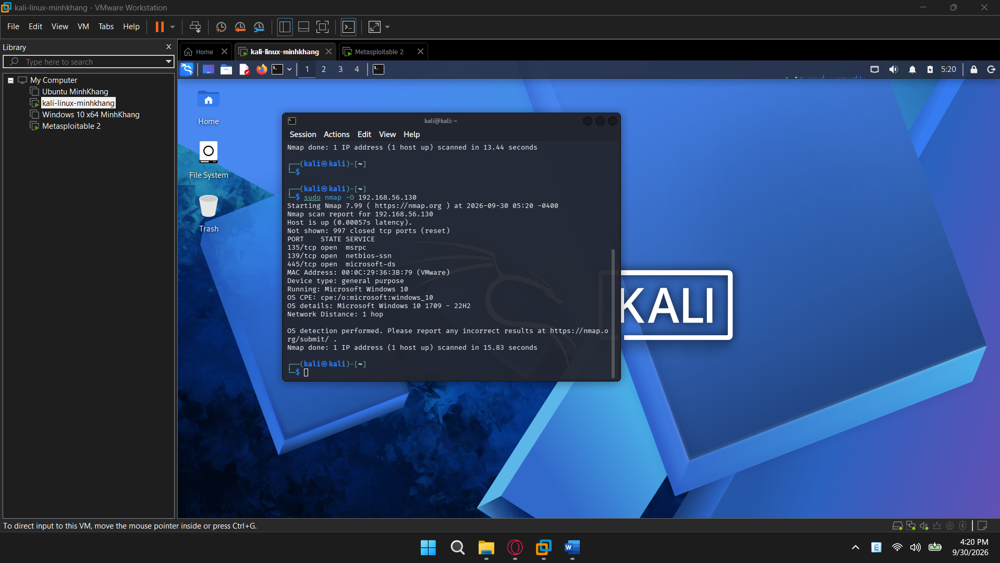 kali-linux-minhkhang - VMware Workstation
File Edit View VM Tabs Help
Library
Type here to search
My Computer
Ubuntu MinhKhang
kali-linux-minhkhang
Windows 10 x64 MinhKhang
Metasploitable 2
Home kali-linux-minhkhang Metasploitable 2
1 2 3 4 5:20
Home
File System
Trash
kali@kali: ~
Session Actions Edit View Help
Nmap done: 1 IP address (1 host up) scanned in 13.44 seconds
┌──(kali㉿kali)-[~]
└─$
┌──(kali㉿kali)-[~]
└─$ sudo nmap -O 192.168.56.130
Starting Nmap 7.99 ( https://nmap.org ) at 2026-09-30 05:20 -0400
Nmap scan report for 192.168.56.130
Host is up (0.00057s latency).
Not shown: 997 closed tcp ports (reset)
PORT    STATE SERVICE
135/tcp open  msrpc
139/tcp open  netbios-ssn
445/tcp open  microsoft-ds
MAC Address: 00:0C:29:36:3B:79 (VMware)
Device type: general purpose
Running: Microsoft Windows 10
OS CPE: cpe:/o:microsoft:windows_10
OS details: Microsoft Windows 10 1709 - 22H2
Network Distance: 1 hop
OS detection performed. Please report any incorrect results at https://nmap.o
rg/submit/ .
Nmap done: 1 IP address (1 host up) scanned in 15.83 seconds
┌──(kali㉿kali)-[~]
└─$
KALI
To direct input to this VM, move the mouse pointer inside or press Ctrl+G.
4:20 PM
9/30/2026